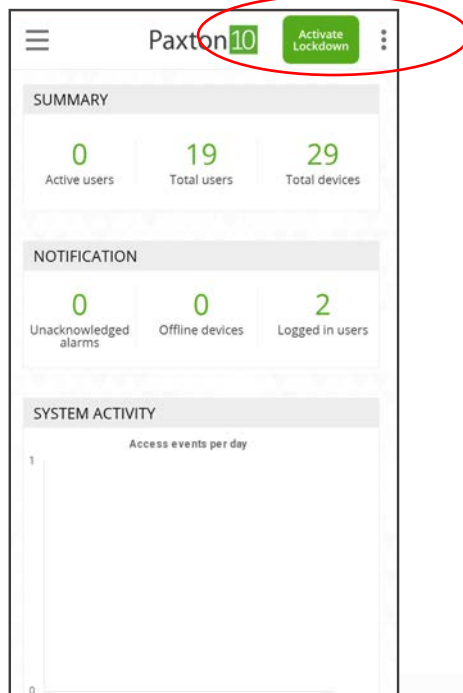 Paxton10
Activate
Lockdown
SUMMARY
0 19 29
Active users Total users Total devices
NOTIFICATION
0 0 2
Unacknowledged
alarms
Offline devices Logged in users
SYSTEM ACTIVITY
Access events per day
1
0